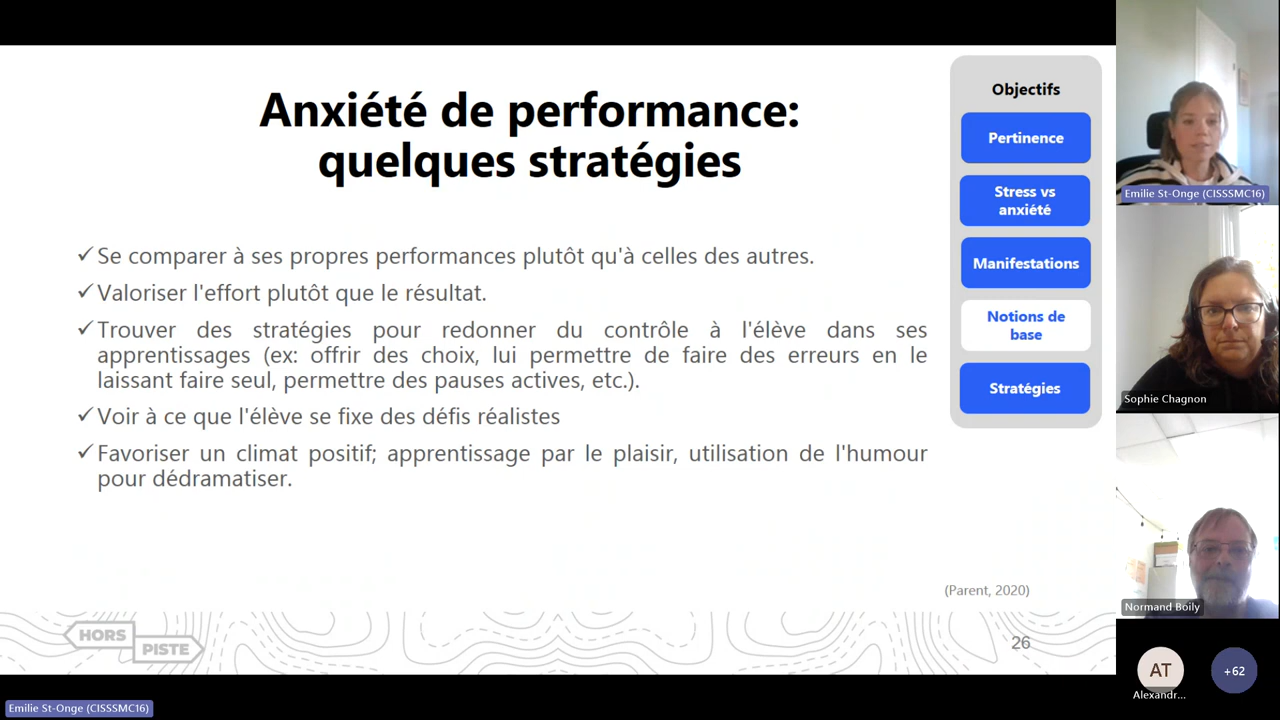 Anxiété de performance:
quelques stratégies
✓ Se comparer à ses propres performances plutôt qu'à celles des autres.
✓ Valoriser l'effort plutôt que le résultat.
✓ Trouver des stratégies pour redonner du contrôle à l'élève dans ses
apprentissages (ex: offrir des choix, lui permettre de faire des erreurs en le
laissant faire seul, permettre des pauses actives, etc.).
✓ Voir à ce que l'élève se fixe des défis réalistes
✓ Favoriser un climat positif; apprentissage par le plaisir, utilisation de l'humour
pour dédramatiser.
(Parent, 2020)
HORS
PISTE
26
Objectifs
Pertinence
Stress vs
anxiété
Manifestations
Notions de
base
Stratégies
Emilie St-Onge (CISSSMC16)
Sophie Chagnon
Normand Boily
AT
Alexandr...
+62
Emilie St-Onge (CISSSMC16)